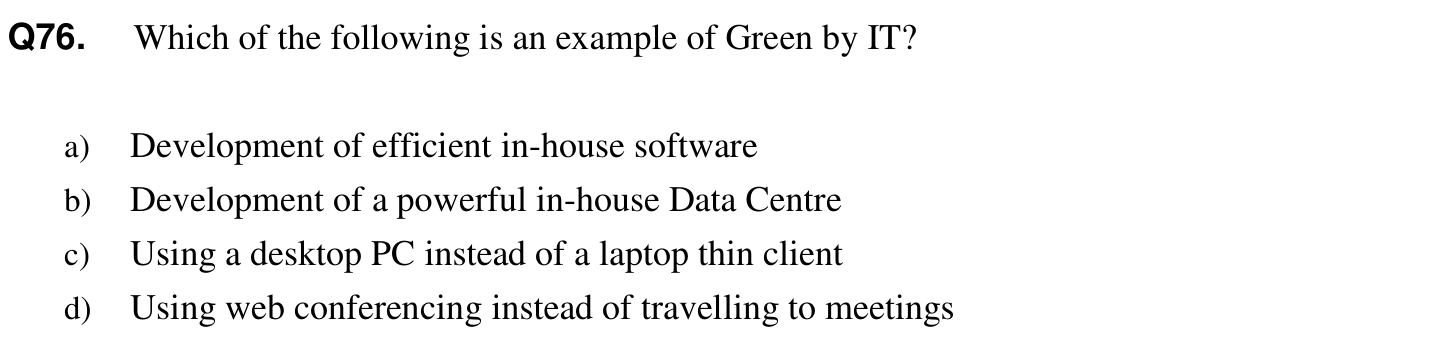 Q76. Which of the following is an example of Green by IT?
a) Development of efficient in-house software
b) Development of a powerful in-house Data Centre
c) Using a desktop PC instead of a laptop thin client
d) Using web conferencing instead of travelling to meetings